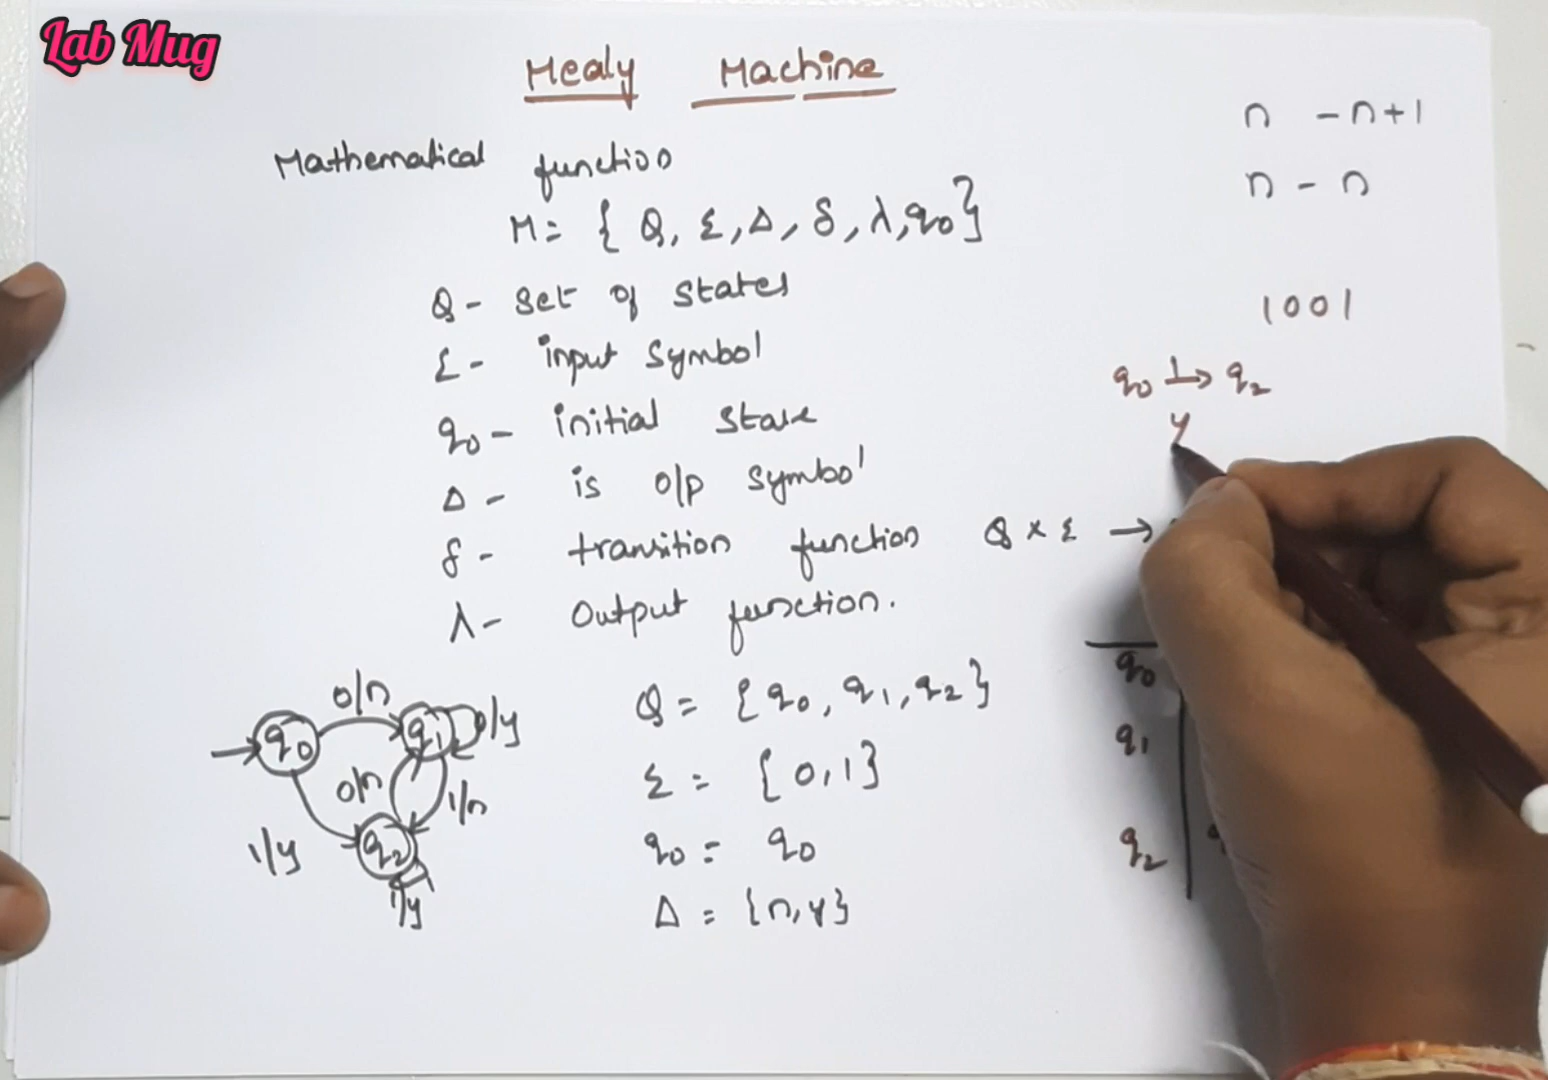 Lab Mug
Mealy Machine
Mathematical function
M = { Q, Σ, Δ, δ, λ, q0}
Q - Set of States
Σ - input Symbol
q0 - initial State
Δ - is o/p symbol
δ - transition function Q × Σ →
λ - Output function.
n - n+1
n - n
1001
q0 1→ q2
y
q0
q1
q2
Q = {q0, q1, q2}
Σ = {0,1}
q0 = q0
Δ = {n,y}
0/n
q0
q1
0/y
0/n
1/n
1/y
q2
1/y